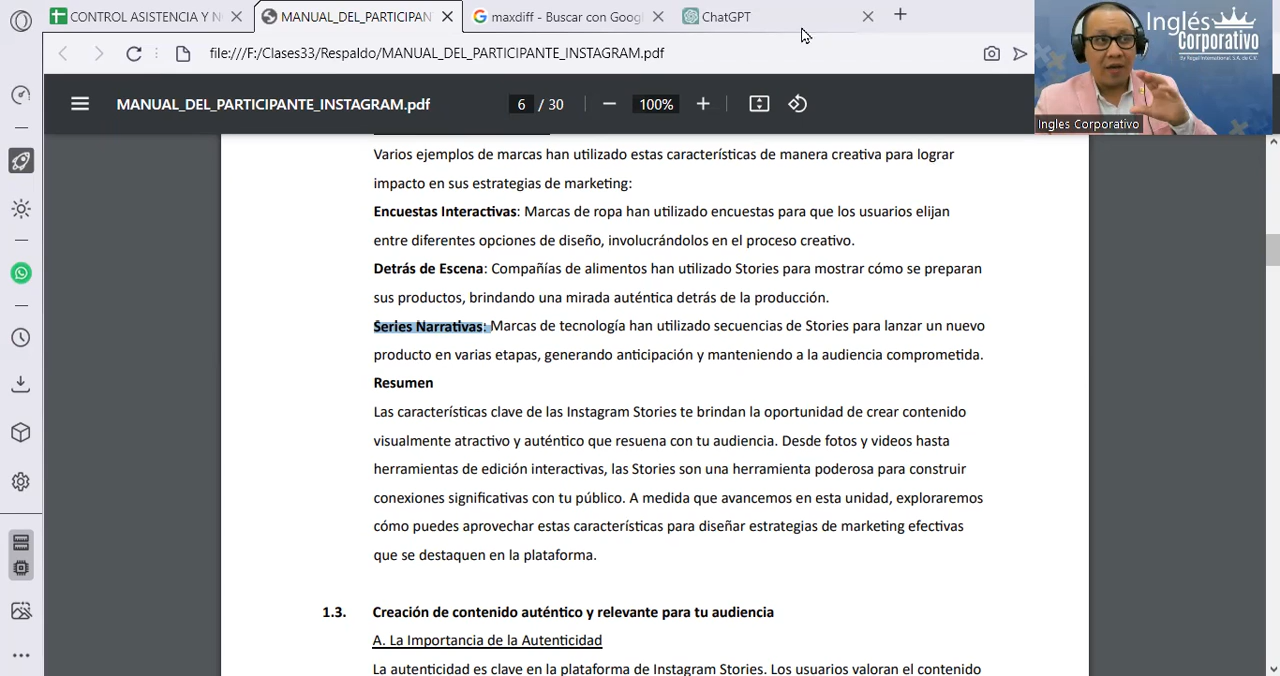 CONTROL ASISTENCIA Y N
MANUAL_DEL_PARTICIPAN
maxdiff - Buscar con Goog
ChatGPT
file:///F:/Clases33/Respaldo/MANUAL_DEL_PARTICIPANTE_INSTAGRAM.pdf
MANUAL_DEL_PARTICIPANTE_INSTAGRAM.pdf
6 / 30
100%
Inglés
Corporativo
By Regal International, S.A. de C.V.
Ingles Corporativo
Varios ejemplos de marcas han utilizado estas características de manera creativa para lograr
impacto en sus estrategias de marketing:
Encuestas Interactivas: Marcas de ropa han utilizado encuestas para que los usuarios elijan
entre diferentes opciones de diseño, involucrándolos en el proceso creativo.
Detrás de Escena: Compañías de alimentos han utilizado Stories para mostrar cómo se preparan
sus productos, brindando una mirada auténtica detrás de la producción.
Series Narrativas: Marcas de tecnología han utilizado secuencias de Stories para lanzar un nuevo
producto en varias etapas, generando anticipación y manteniendo a la audiencia comprometida.
Resumen
Las características clave de las Instagram Stories te brindan la oportunidad de crear contenido
visualmente atractivo y auténtico que resuena con tu audiencia. Desde fotos y videos hasta
herramientas de edición interactivas, las Stories son una herramienta poderosa para construir
conexiones significativas con tu público. A medida que avancemos en esta unidad, exploraremos
cómo puedes aprovechar estas características para diseñar estrategias de marketing efectivas
que se destaquen en la plataforma.
1.3. Creación de contenido auténtico y relevante para tu audiencia
A. La Importancia de la Autenticidad
La autenticidad es clave en la plataforma de Instagram Stories. Los usuarios valoran el contenido